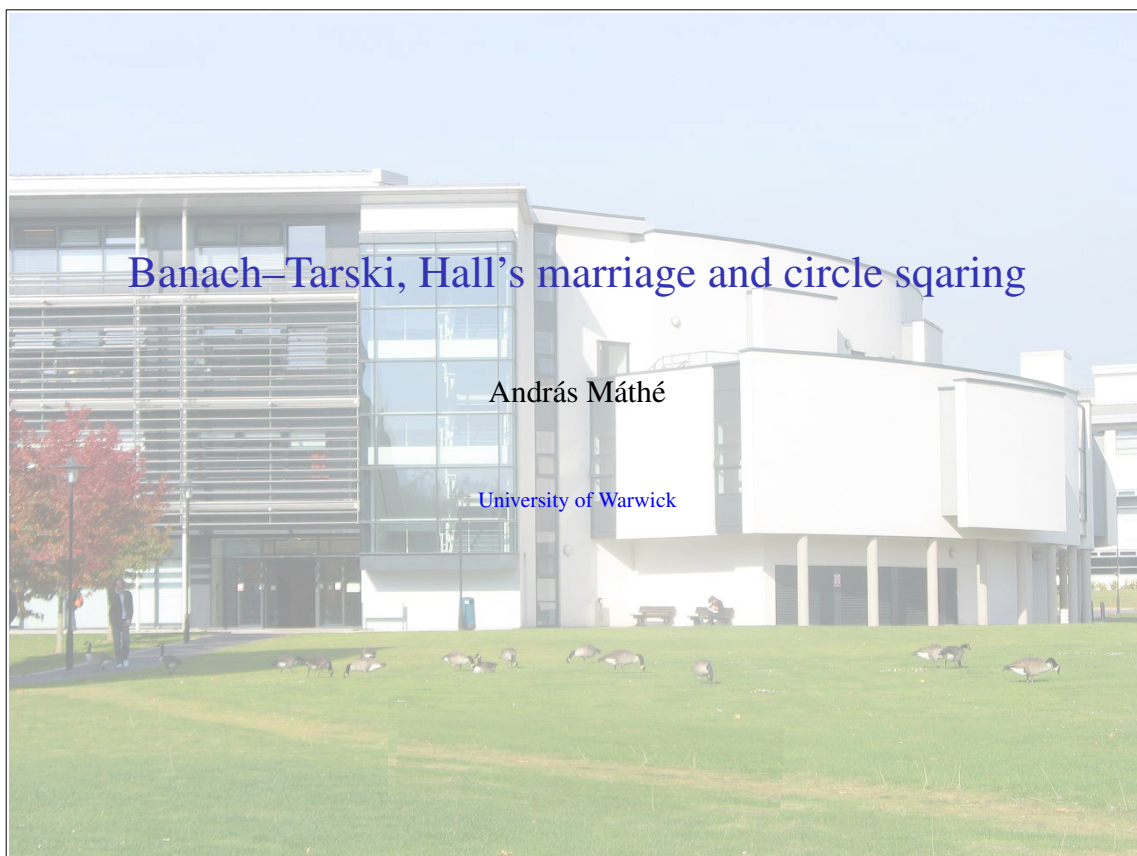 Banach–Tarski, Hall's marriage and circle sqaring
András Máthé
University of Warwick